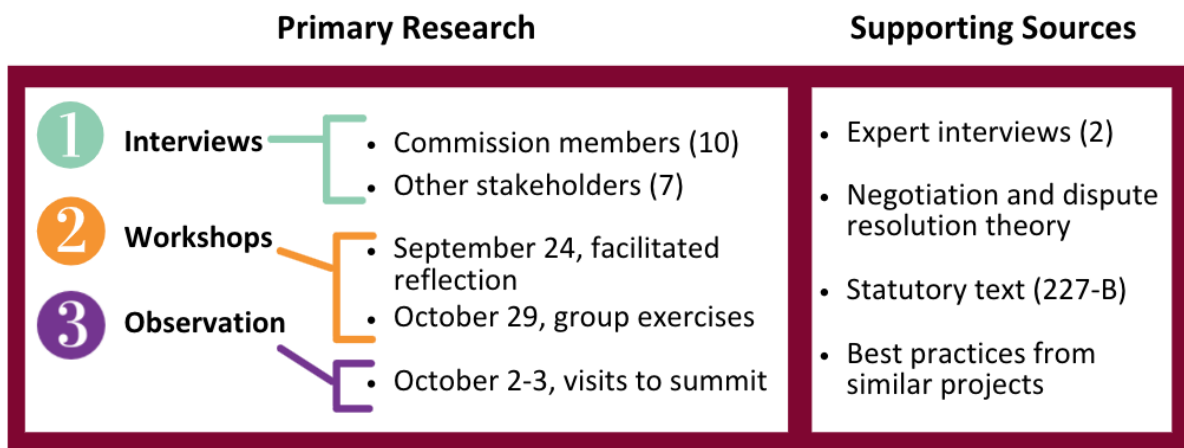 Primary Research
Supporting Sources
1 Interviews
• Commission members (10)
• Other stakeholders (7)
2 Workshops
• September 24, facilitated
reflection
• October 29, group exercises
3 Observation
• October 2-3, visits to summit
• Expert interviews (2)
• Negotiation and dispute
resolution theory
• Statutory text (227-B)
• Best practices from
similar projects